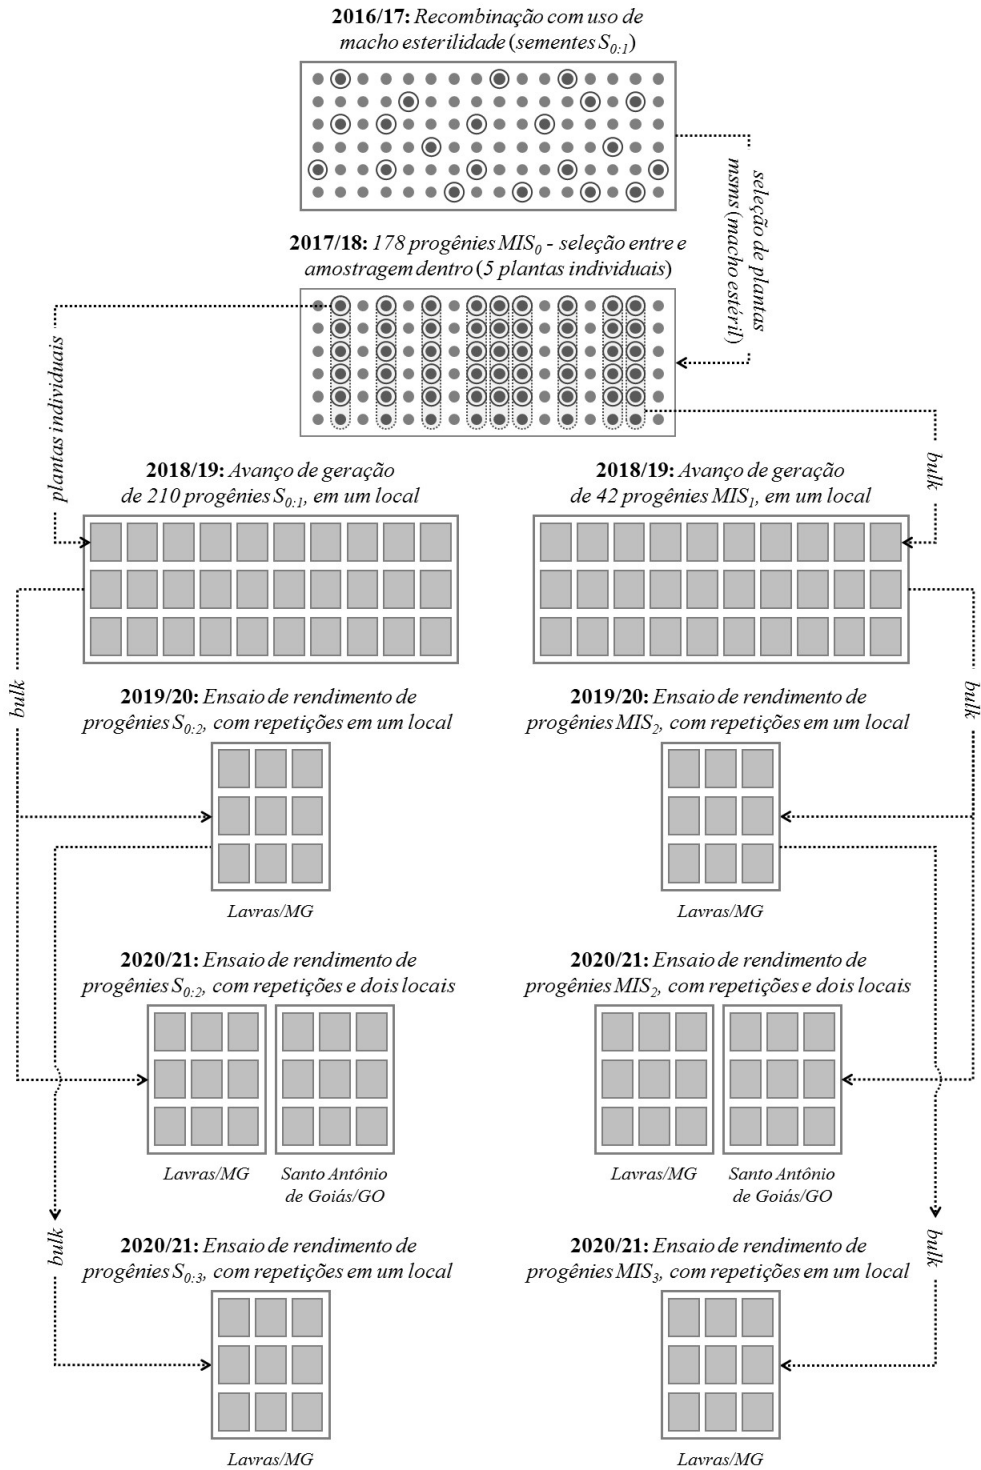 2016/17: Recombinação com uso de
macho esterilidade (sementes S0:1)
seleção de plantas
msms (macho estéril)
2017/18: 178 progênies MIS0 - seleção entre e
amostragem dentro (5 plantas individuais)
plantas individuais
bulk
2018/19: Avanço de geração
de 210 progênies S0:1, em um local
2018/19: Avanço de geração
de 42 progênies MIS1, em um local
bulk
bulk
2019/20: Ensaio de rendimento de
progênies S0:2, com repetições em um local
Lavras/MG
2019/20: Ensaio de rendimento de
progênies MIS2, com repetições em um local
Lavras/MG
2020/21: Ensaio de rendimento de
progênies S0:2, com repetições e dois locais
Lavras/MG
Santo Antônio
de Goiás/GO
2020/21: Ensaio de rendimento de
progênies MIS2, com repetições e dois locais
Lavras/MG
Santo Antônio
de Goiás/GO
bulk
bulk
2020/21: Ensaio de rendimento de
progênies S0:3, com repetições em um local
Lavras/MG
2020/21: Ensaio de rendimento de
progênies MIS3, com repetições em um local
Lavras/MG